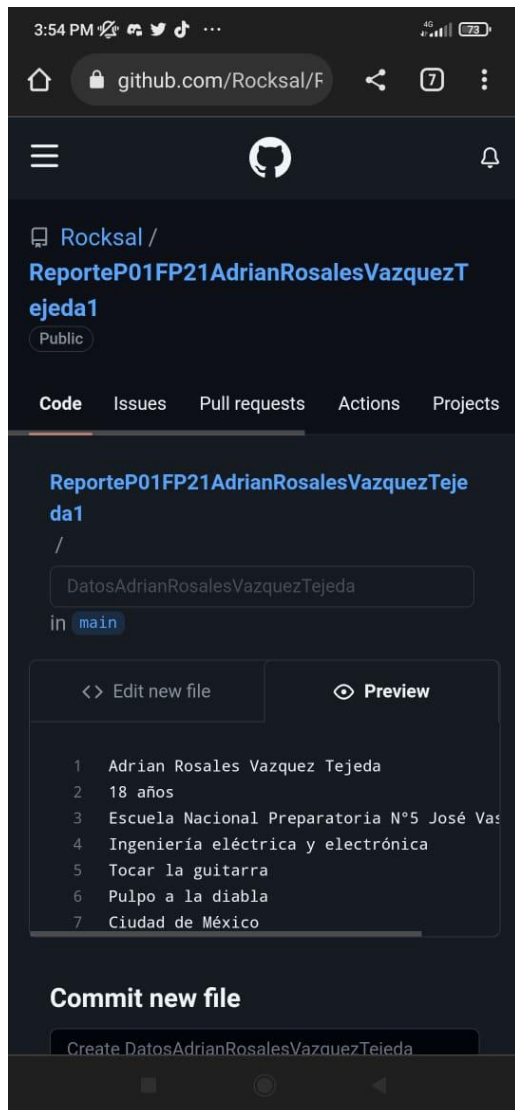 3:54 PM
4G
73
github.com/Rocksal/F
7
Rocksal /
ReporteP01FP21AdrianRosalesVazquezT
ejeda1
Public
Code Issues Pull requests Actions Projects
ReporteP01FP21AdrianRosalesVazquezTeje
da1
/
DatosAdrianRosalesVazquezTejeda
in main
<> Edit new file Preview
1 Adrian Rosales Vazquez Tejeda
2 18 años
3 Escuela Nacional Preparatoria N°5 José Vas
4 Ingeniería eléctrica y electrónica
5 Tocar la guitarra
6 Pulpo a la diabla
7 Ciudad de México
Commit new file
Create DatosAdrianRosalesVazquezTejeda